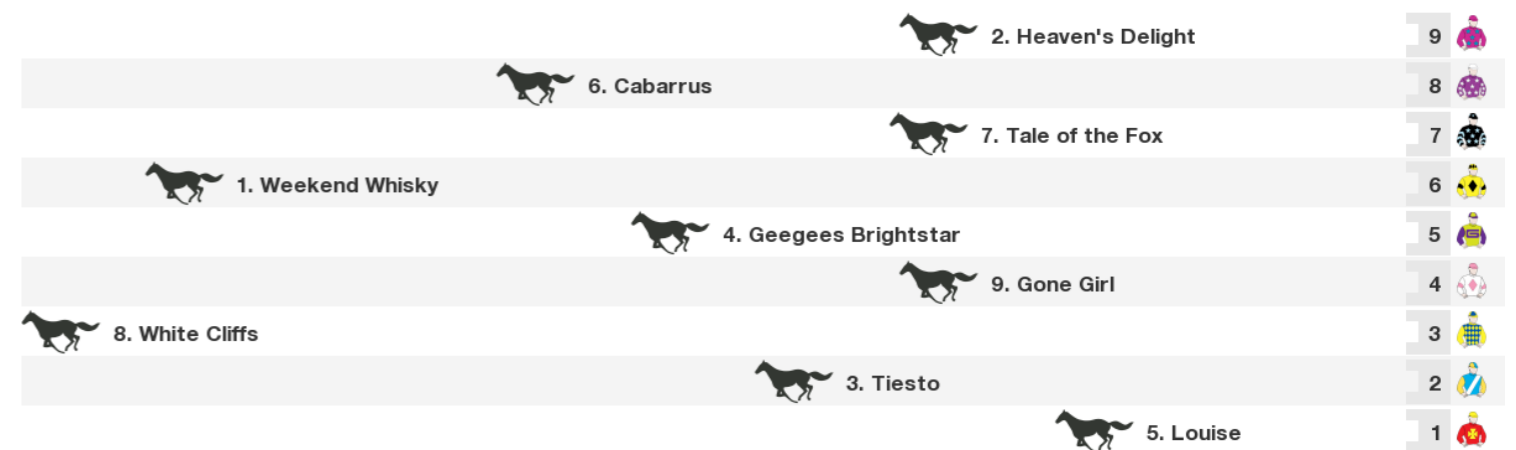 2. Heaven's Delight 9
6. Cabarrus 8
7. Tale of the Fox 7
1. Weekend Whisky 6
4. Geegees Brightstar 5
9. Gone Girl 4
8. White Cliffs 3
3. Tiesto 2
5. Louise 1